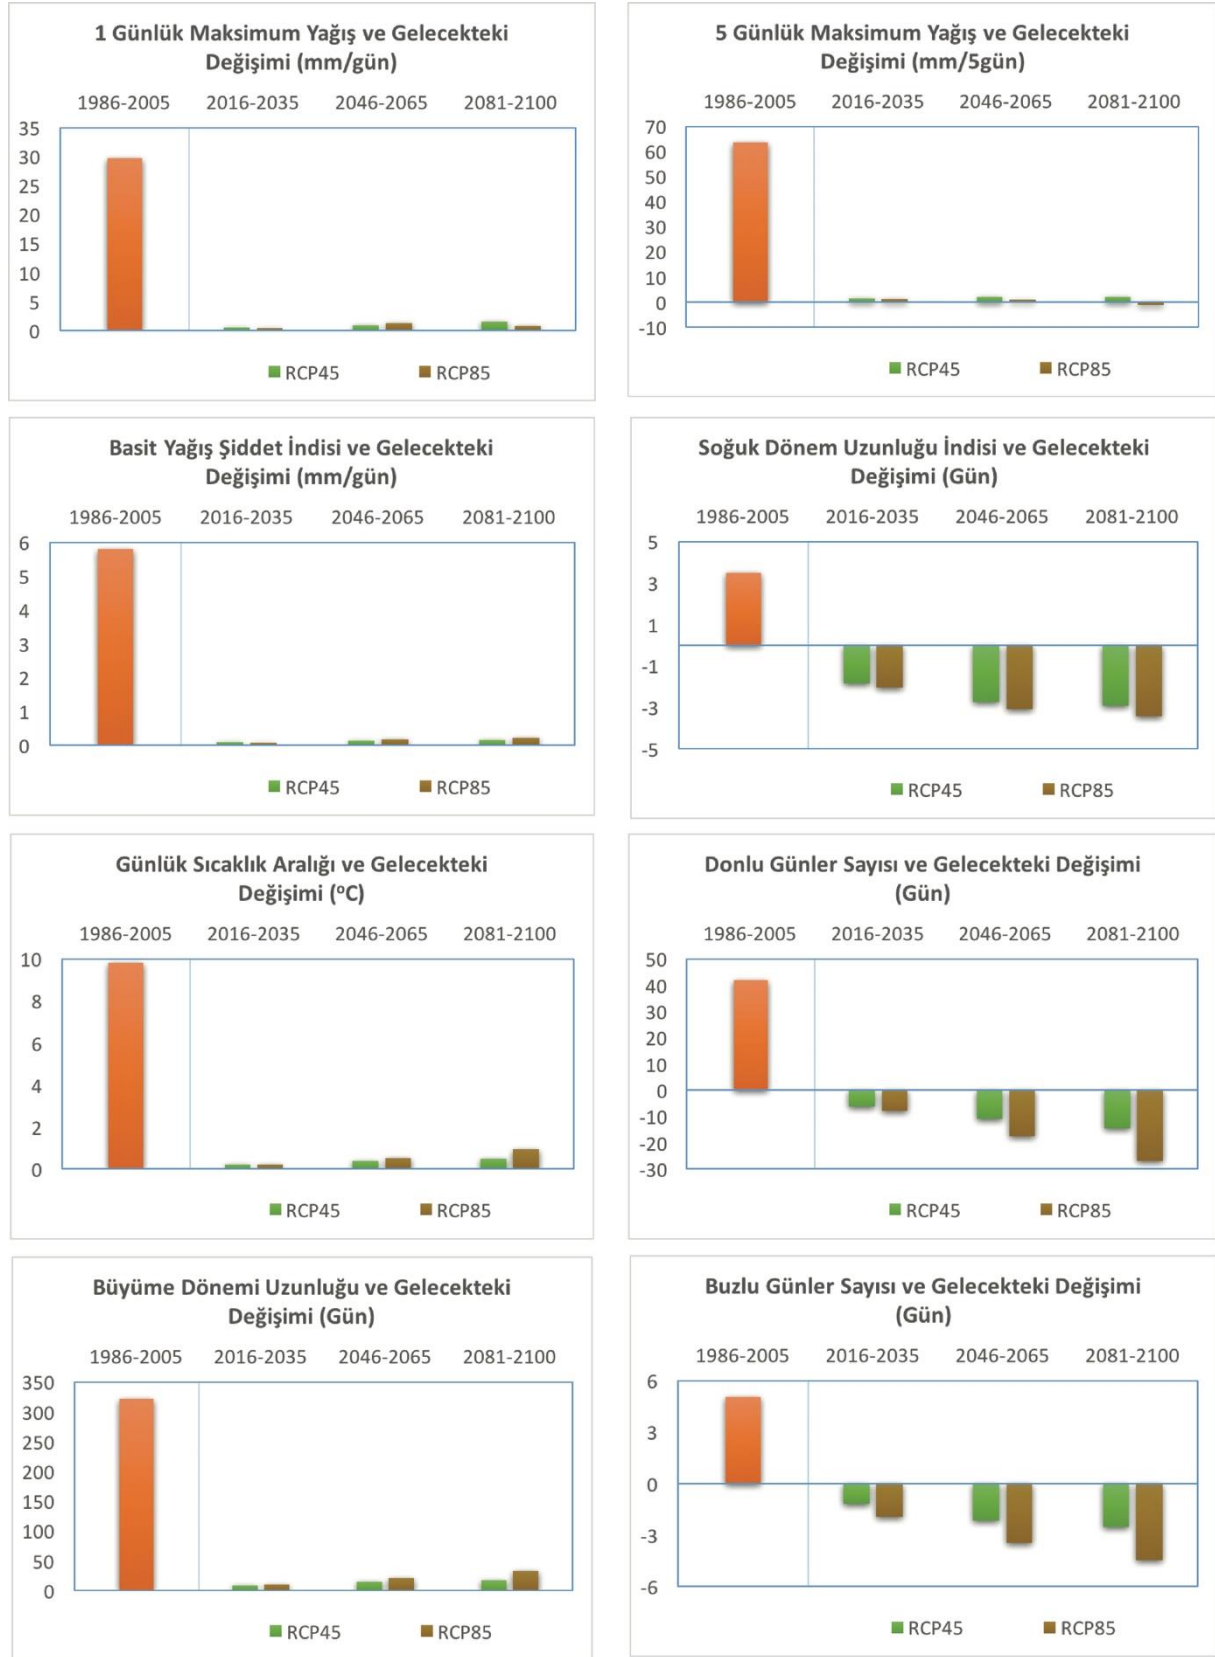 1 Günlük Maksimum Yağış ve Gelecekteki
Değişimi (mm/gün)
1986-2005 2016-2035 2046-2065 2081-2100
35
30
25
20
15
10
5
0
RCP45 RCP85
5 Günlük Maksimum Yağış ve Gelecekteki
Değişimi (mm/5gün)
1986-2005 2016-2035 2046-2065 2081-2100
70
60
50
40
30
20
10
0
-10
RCP45 RCP85
Basit Yağış Şiddet İndisi ve Gelecekteki
Değişimi (mm/gün)
1986-2005 2016-2035 2046-2065 2081-2100
6
5
4
3
2
1
0
RCP45 RCP85
Soğuk Dönem Uzunluğu İndisi ve Gelecekteki
Değişimi (Gün)
1986-2005 2016-2035 2046-2065 2081-2100
5
3
1
-1
-3
-5
RCP45 RCP85
Günlük Sıcaklık Aralığı ve Gelecekteki
Değişimi (ºC)
1986-2005 2016-2035 2046-2065 2081-2100
10
8
6
4
2
0
RCP45 RCP85
Donlu Günler Sayısı ve Gelecekteki Değişimi
(Gün)
1986-2005 2016-2035 2046-2065 2081-2100
50
40
30
20
10
0
-10
-20
-30
RCP45 RCP85
Büyüme Dönemi Uzunluğu ve Gelecekteki
Değişimi (Gün)
1986-2005 2016-2035 2046-2065 2081-2100
350
300
250
200
150
100
50
0
RCP45 RCP85
Buzlu Günler Sayısı ve Gelecekteki Değişimi
(Gün)
1986-2005 2016-2035 2046-2065 2081-2100
6
3
0
-3
-6
RCP45 RCP85